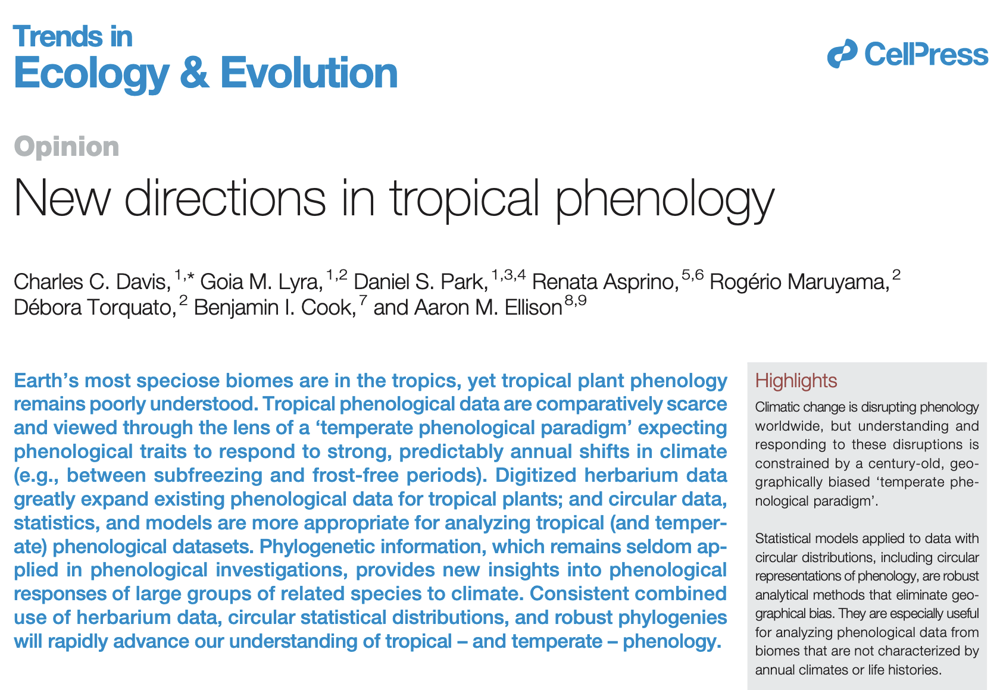 Trends in
Ecology & Evolution
CellPress
Opinion
New directions in tropical phenology
Charles C. Davis,1,* Goia M. Lyra,1,2 Daniel S. Park,1,3,4 Renata Asprino,5,6 Rogério Maruyama,2
Débora Torquato,2 Benjamin I. Cook,7 and Aaron M. Ellison8,9
Earth’s most speciose biomes are in the tropics, yet tropical plant phenology
remains poorly understood. Tropical phenological data are comparatively scarce
and viewed through the lens of a ‘temperate phenological paradigm’ expecting
phenological traits to respond to strong, predictably annual shifts in climate
(e.g., between subfreezing and frost-free periods). Digitized herbarium data
greatly expand existing phenological data for tropical plants; and circular data,
statistics, and models are more appropriate for analyzing tropical (and temper-
ate) phenological datasets. Phylogenetic information, which remains seldom ap-
plied in phenological investigations, provides new insights into phenological
responses of large groups of related species to climate. Consistent combined
use of herbarium data, circular statistical distributions, and robust phylogenies
will rapidly advance our understanding of tropical – and temperate – phenology.
Highlights
Climatic change is disrupting phenology
worldwide, but understanding and
responding to these disruptions is
constrained by a century-old, geo-
graphically biased ‘temperate phe-
nological paradigm’.
Statistical models applied to data with
circular distributions, including circular
representations of phenology, are robust
analytical methods that eliminate geo-
graphical bias. They are especially useful
for analyzing phenological data from
biomes that are not characterized by
annual climates or life histories.